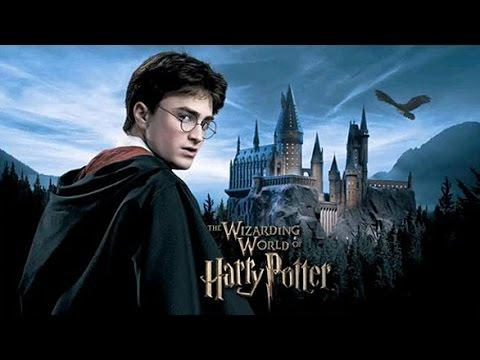 THE WIZARDING
WORLD OF
Harry Potter